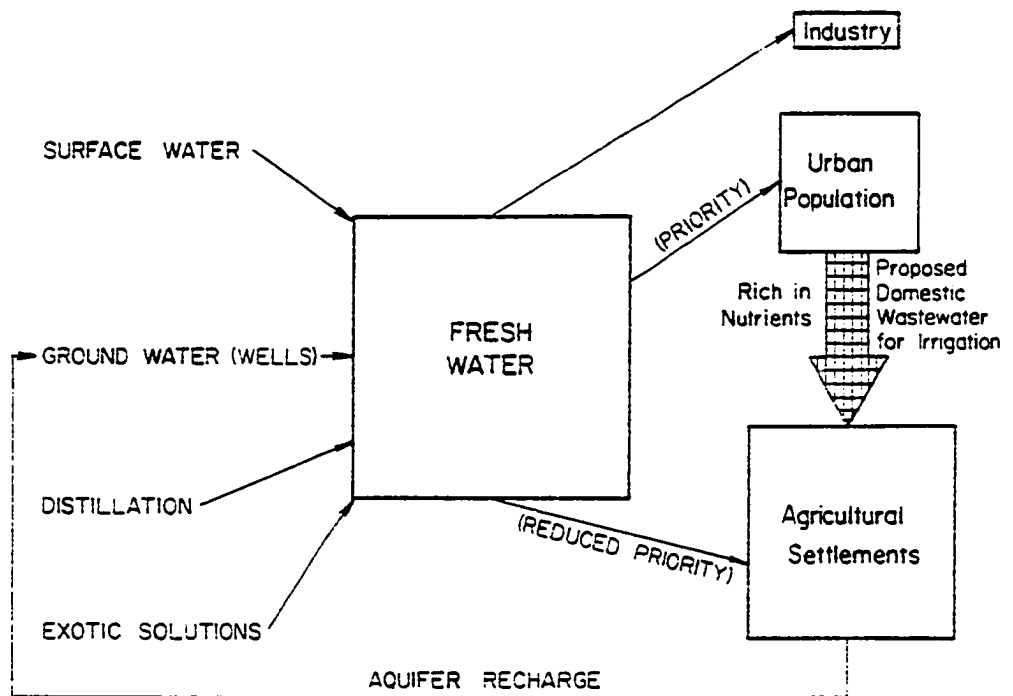 Industry
SURFACE WATER
Urban
Population
(PRIORITY)
Rich in
Nutrients
Proposed
Domestic
Wastewater
for Irrigation
GROUND WATER (WELLS)
FRESH
WATER
DISTILLATION
(REDUCED PRIORITY)
Agricultural
Settlements
EXOTIC SOLUTIONS
AQUIFER RECHARGE